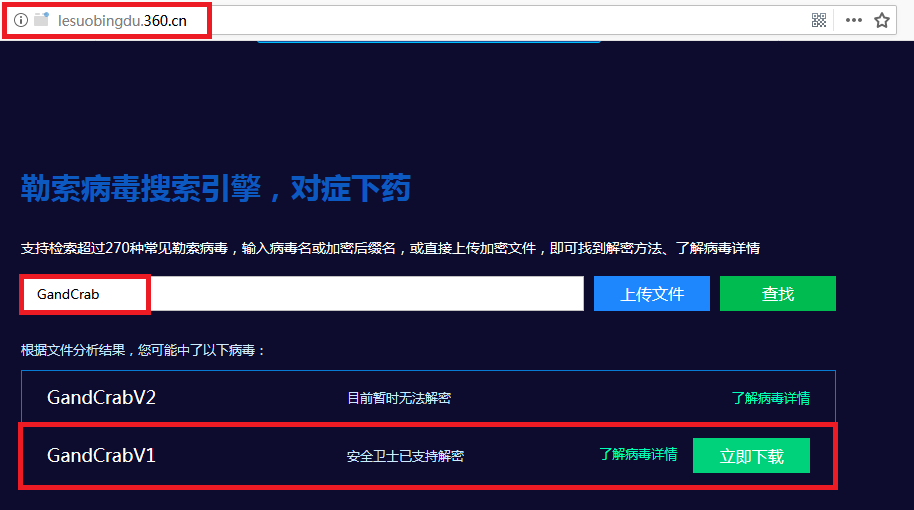 lesuobingdu.360.cn
勒索病毒搜索引擎，对症下药
支持检索超过270种常见勒索病毒，输入病毒名或加密后缀名，或直接上传加密文件，即可找到解密方法、了解病毒详情
GandCrab 上传文件 查找
根据文件分析结果，您可能中了以下病毒：
GandCrabV2 目前暂时无法解密 了解病毒详情
GandCrabV1 安全卫士已支持解密 了解病毒详情 立即下载